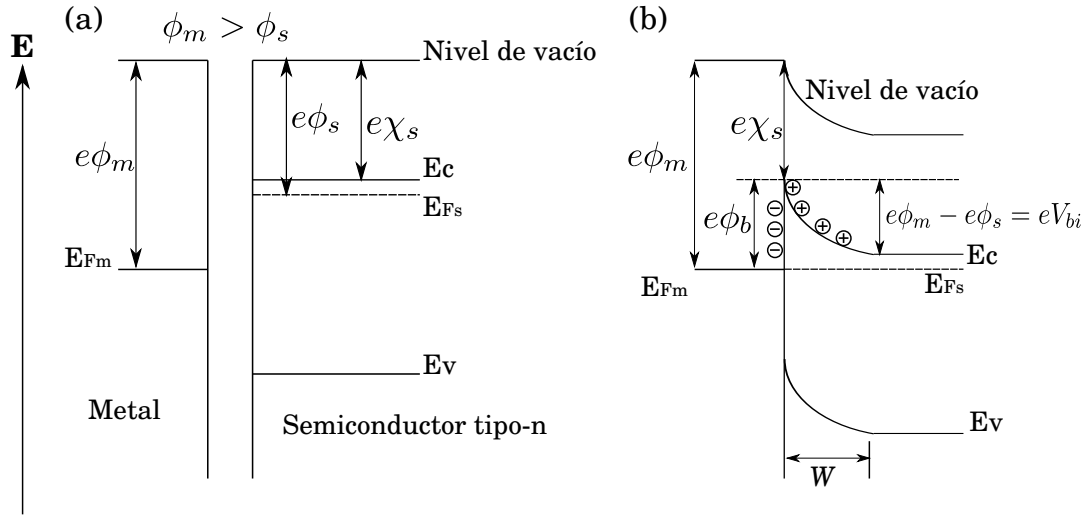 (a)
ϕm > ϕs
E
Nivel de vacío
eϕm
eϕs
eχs
Ec
EFs
EFm
Ev
Metal
Semiconductor tipo-n
(b)
Nivel de vacío
eχs
eϕm
eϕb
eϕm − eϕs = eVbi
Ec
EFm
EFs
Ev
W